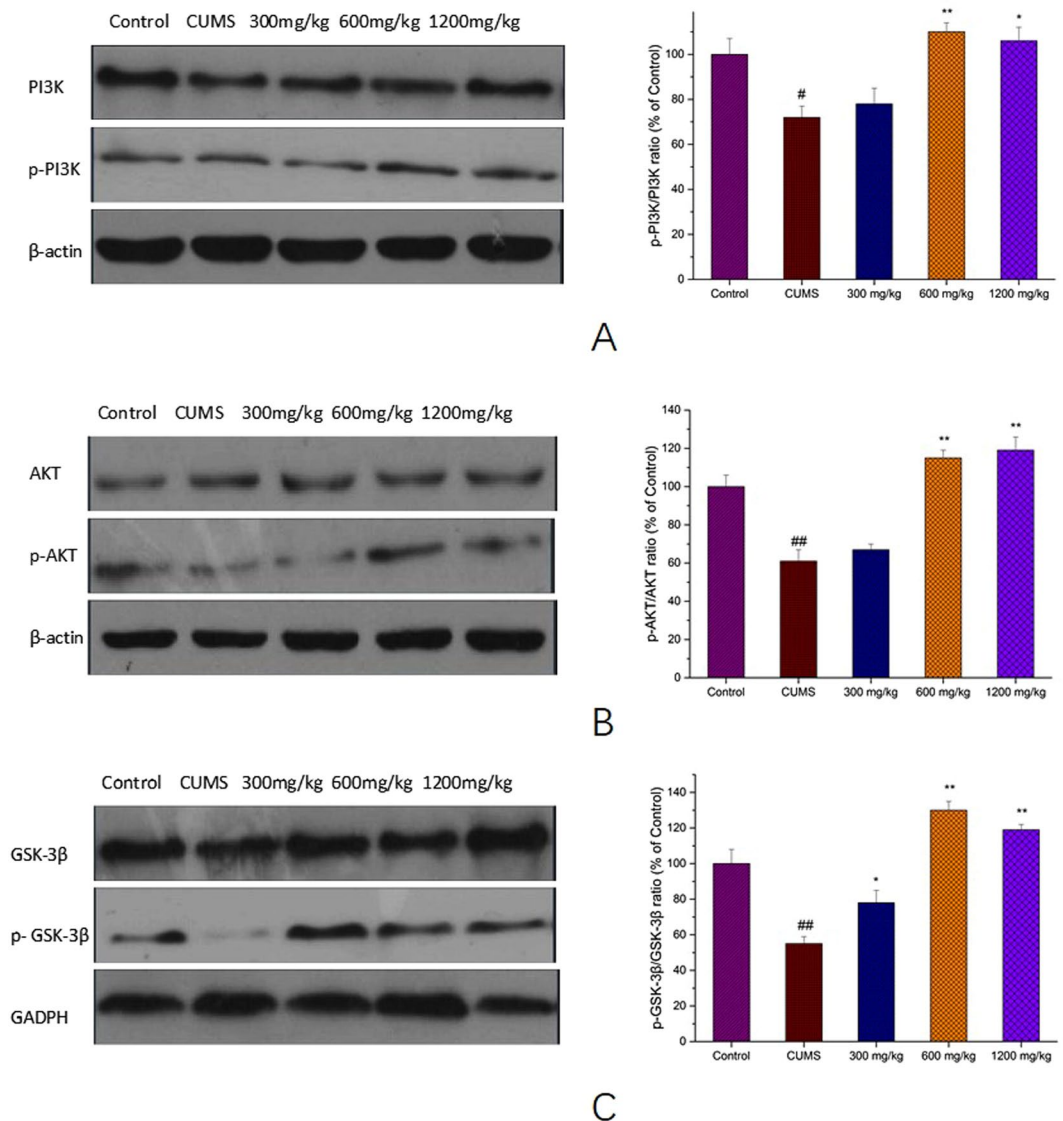 Control CUMS 300mg/kg 600mg/kg 1200mg/kg
PI3K
p-PI3K
β-actin
p-PI3K/PI3K ratio (% of Control)
100
80
60
40
20
0
#
**
*
Control CUMS 300 mg/kg 600 mg/kg 1200 mg/kg
A
Control CUMS 300mg/kg 600mg/kg 1200mg/kg
AKT
p-AKT
β-actin
p-AKT/AKT ratio (% of Control)
140
120
100
80
60
40
20
0
##
**
**
Control CUMS 300 mg/kg 600 mg/kg 1200 mg/kg
B
Control CUMS 300mg/kg 600mg/kg 1200mg/kg
GSK-3β
p- GSK-3β
GADPH
p-GSK-3β/GSK-3β ratio (% of Control)
140
120
100
80
60
40
20
0
##
*
**
**
Control CUMS 300 mg/kg 600 mg/kg 1200 mg/kg
C